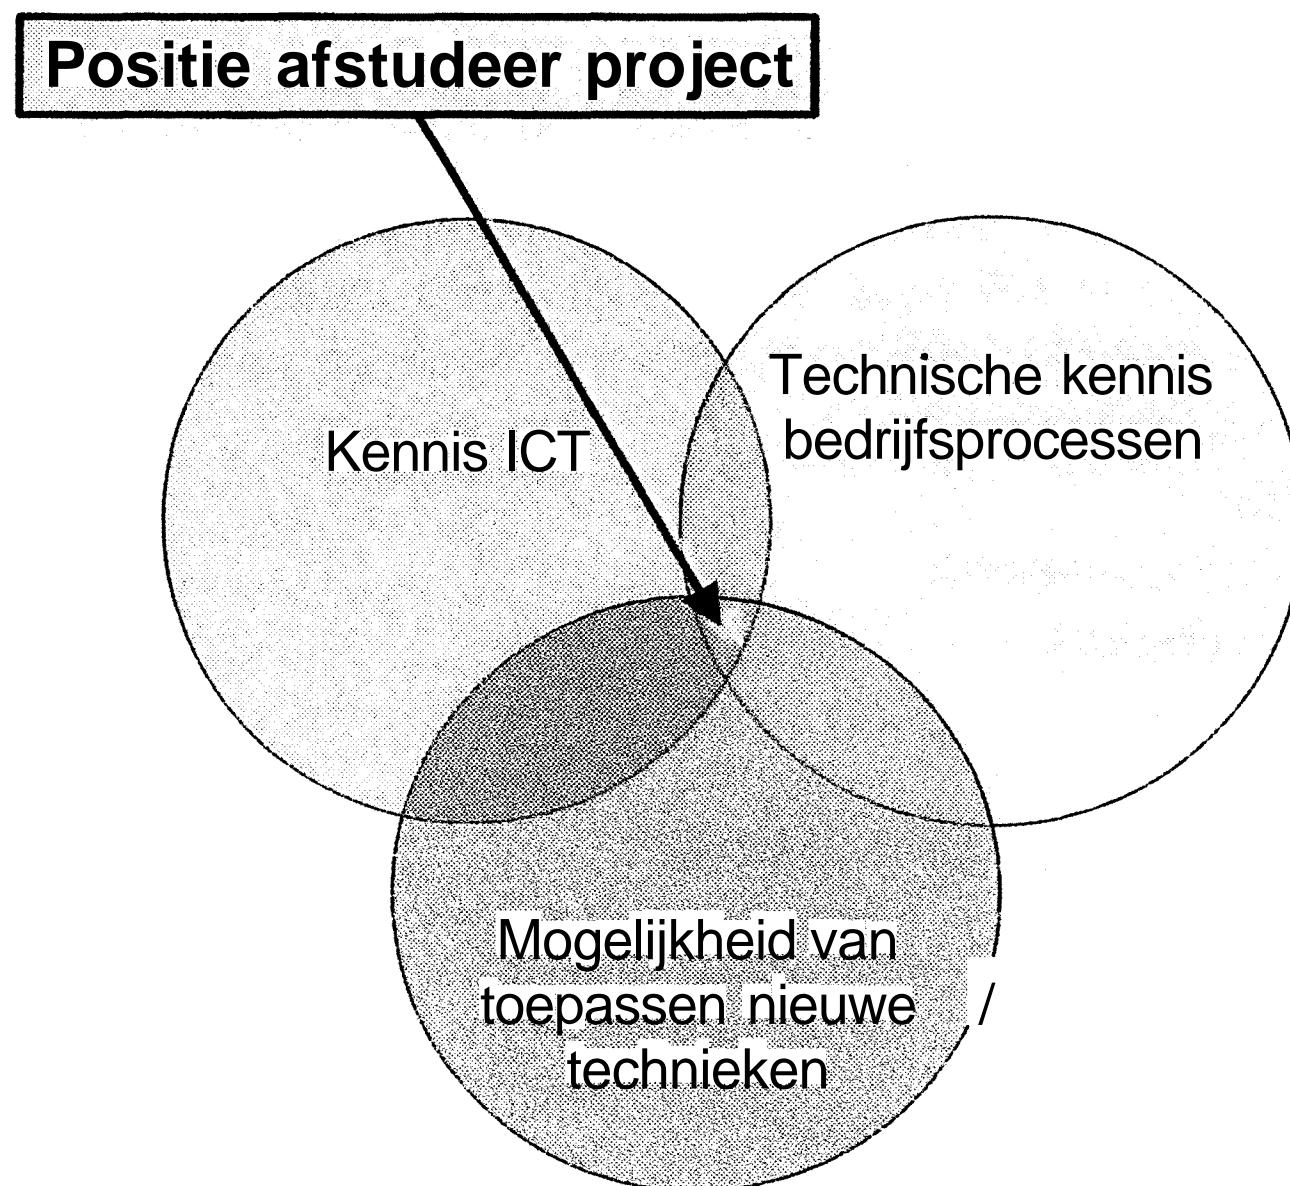 Positie afstudeer project
Technische kennis
bedrijfsprocessen
Kennis ICT
Mogelijkheid van
toepassen nieuwe /
technieken